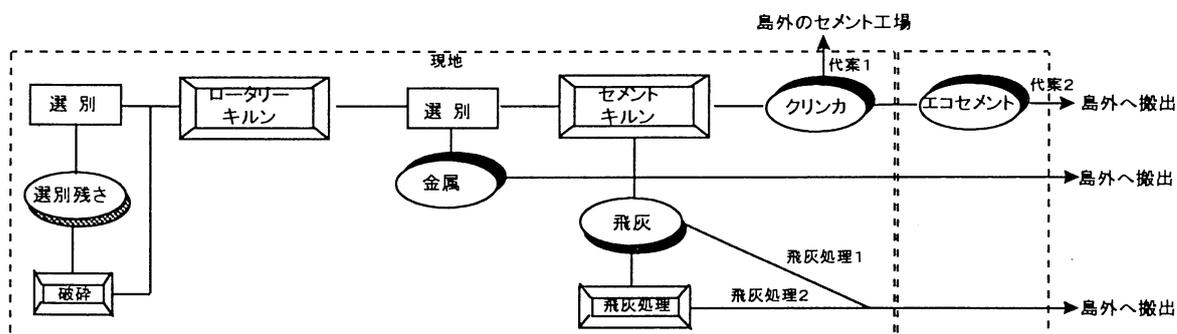 島外のセメント工場
現地
代案1
代案2
選 別
ロータリー
キルン
選 別
セメント
キルン
クリンカ
エコセメント
島外へ搬出
選別残さ
金属
島外へ搬出
飛灰
飛灰処理1
破砕
飛灰処理
飛灰処理2
島外へ搬出